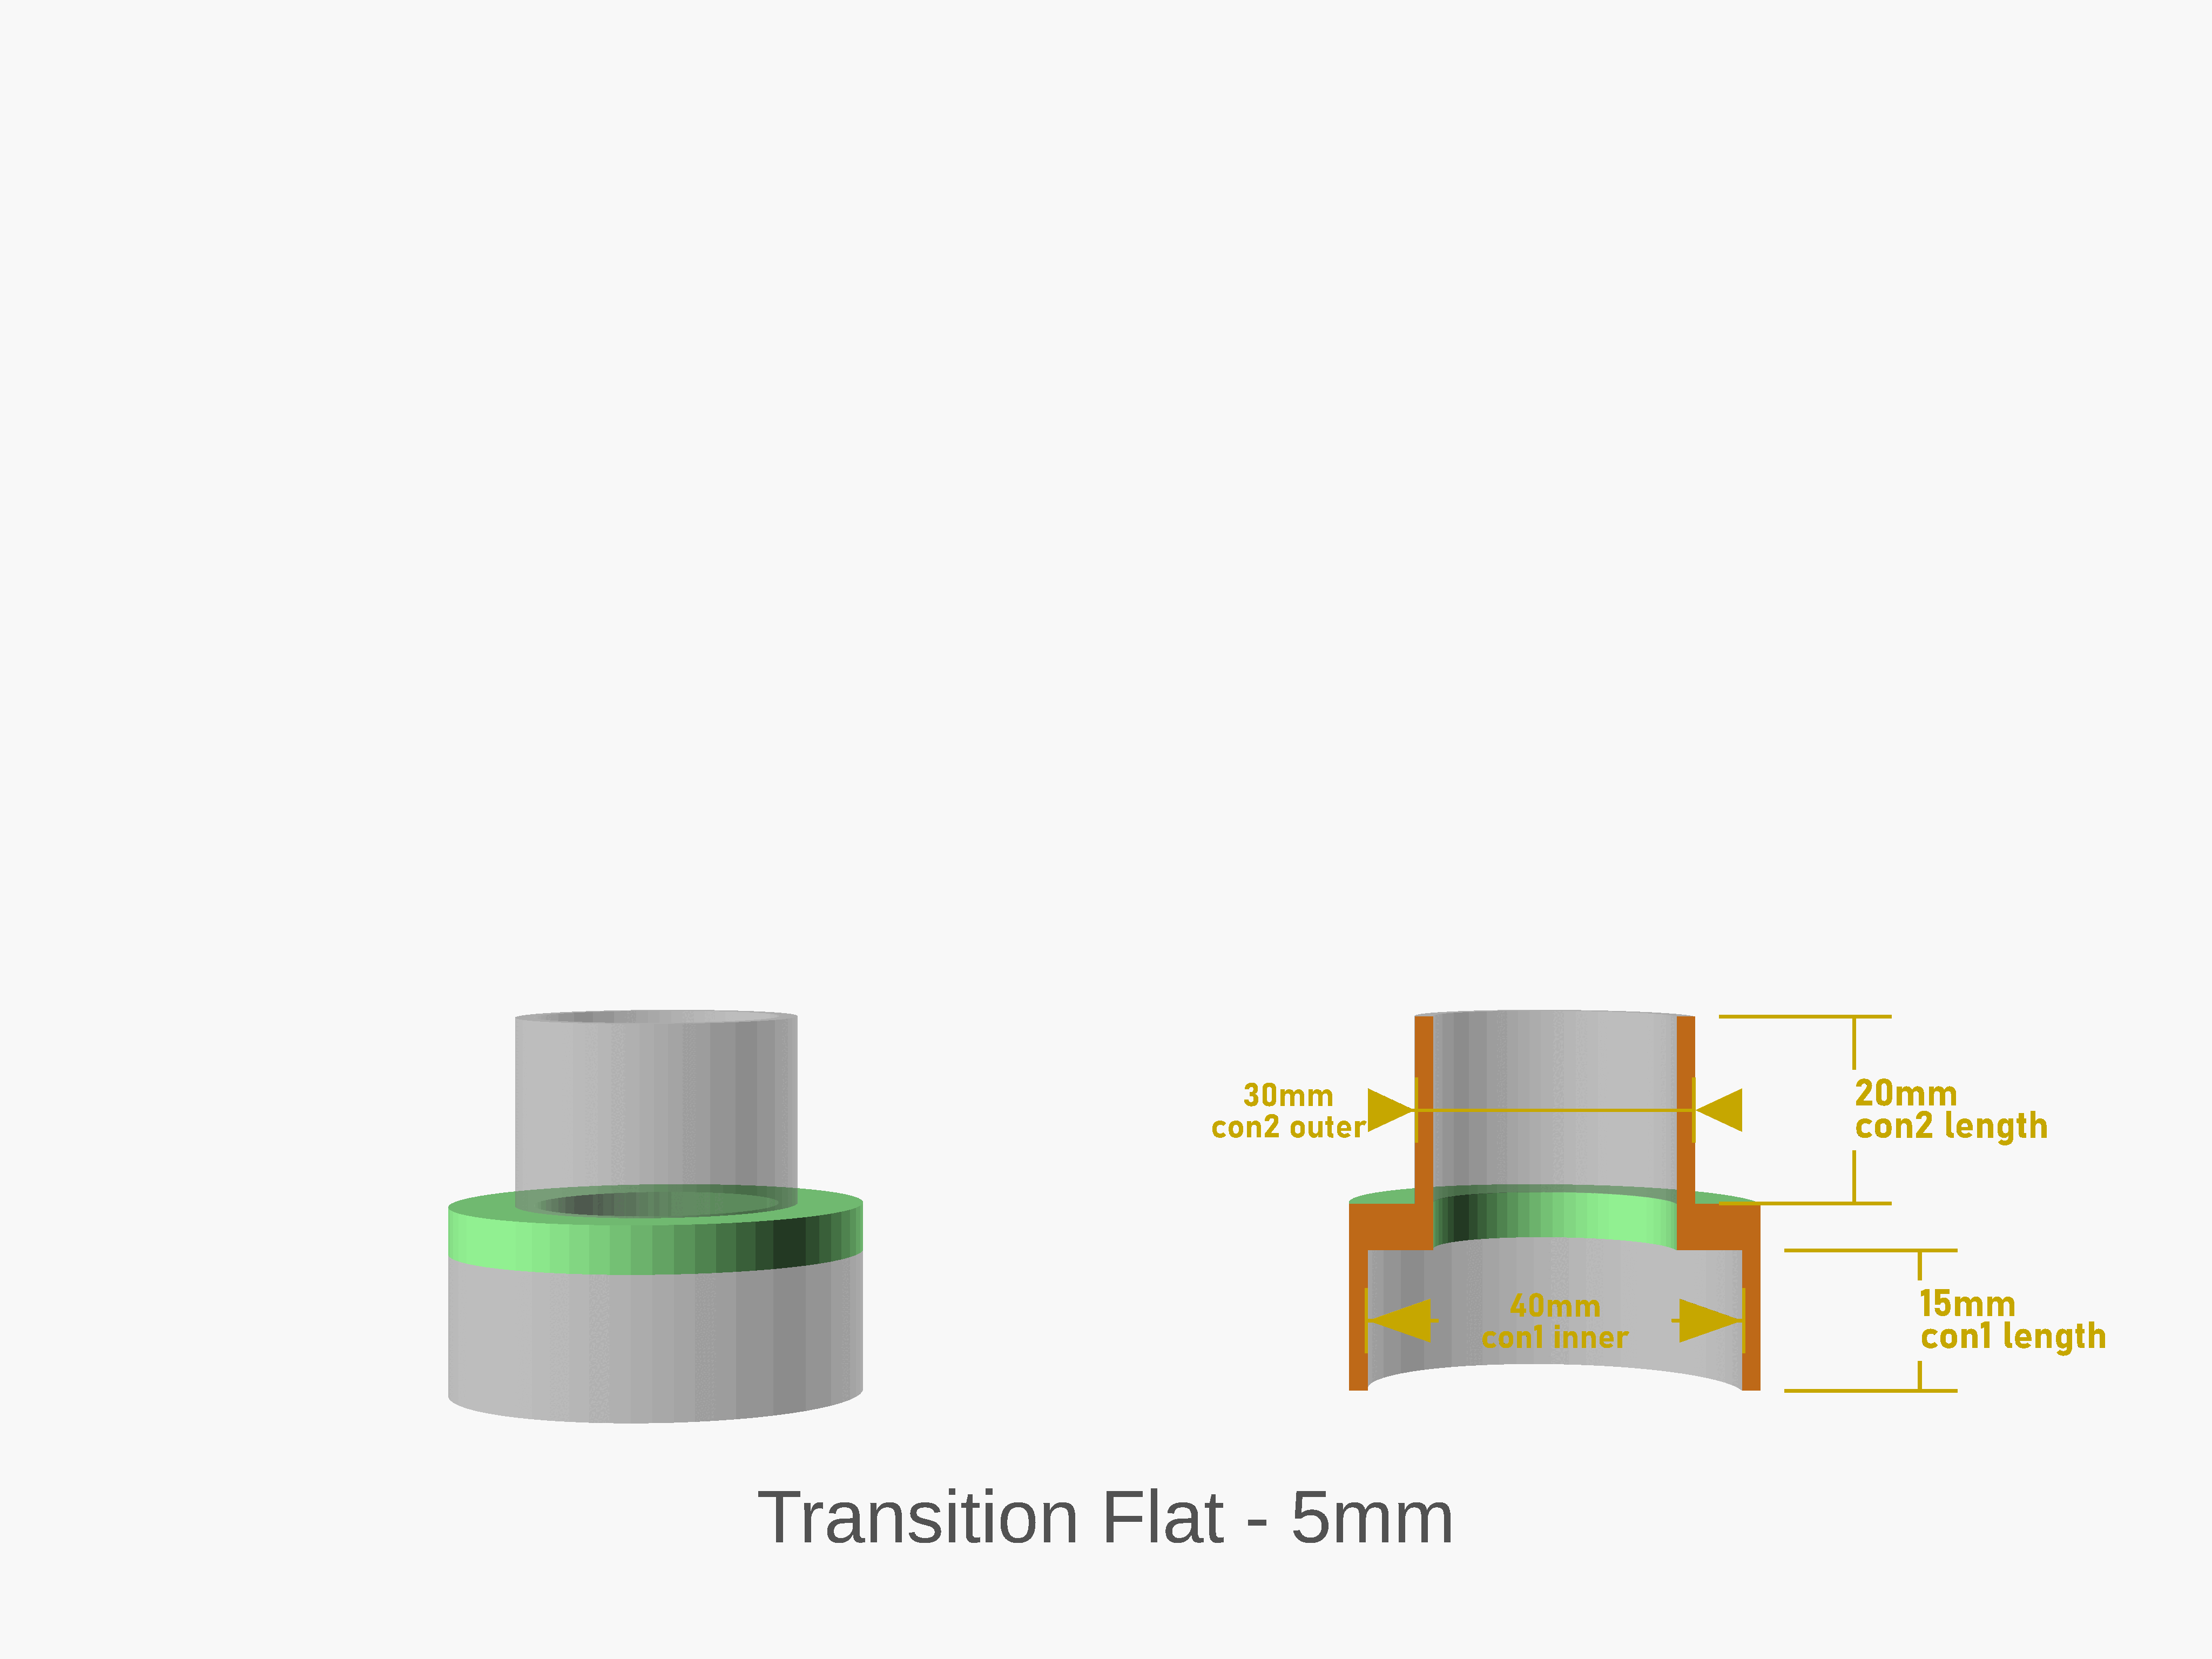 30mm
con2 outer
20mm
con2 length
40mm
con1 inner
15mm
con1 length
Transition Flat - 5mm